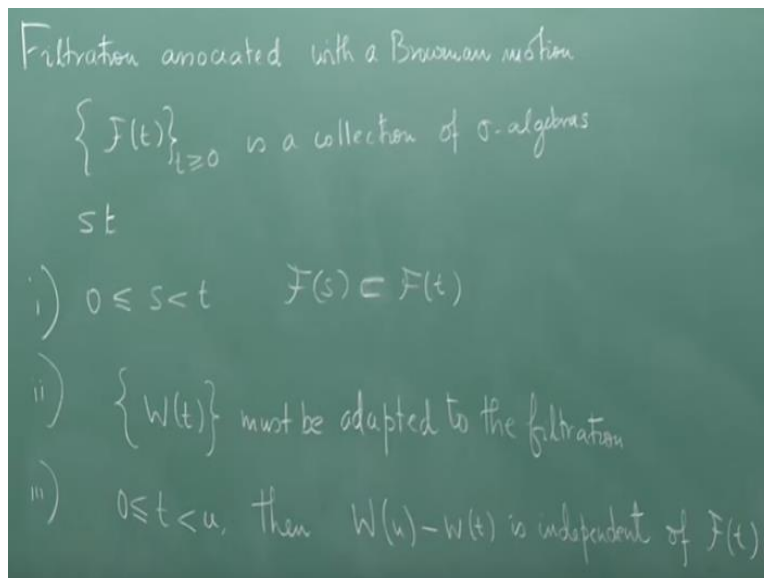 Filtration associated with a Brownian motion
{F(t)}_{t≥0} is a collection of σ-algebras
st
i) 0 ≤ s < t F(s) ⊂ F(t)
ii) {W(t)} must be adapted to the filtration
iii) 0 ≤ t < u, then W(u) - W(t) is independent of F(t)